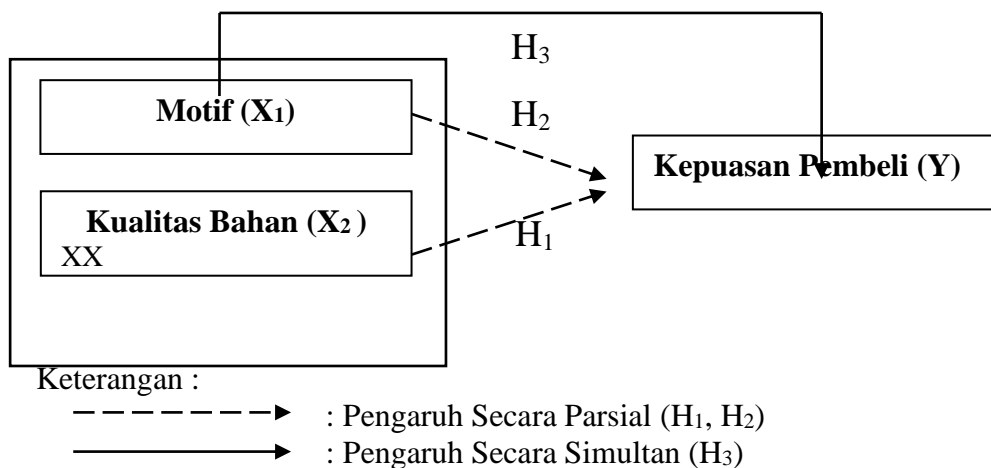 H₃
Motif (X₁)
H₂
Kepuasan Pembeli (Y)
Kualitas Bahan (X₂ )
XX
H₁
Keterangan :
: Pengaruh Secara Parsial (H₁, H₂)
: Pengaruh Secara Simultan (H₃)